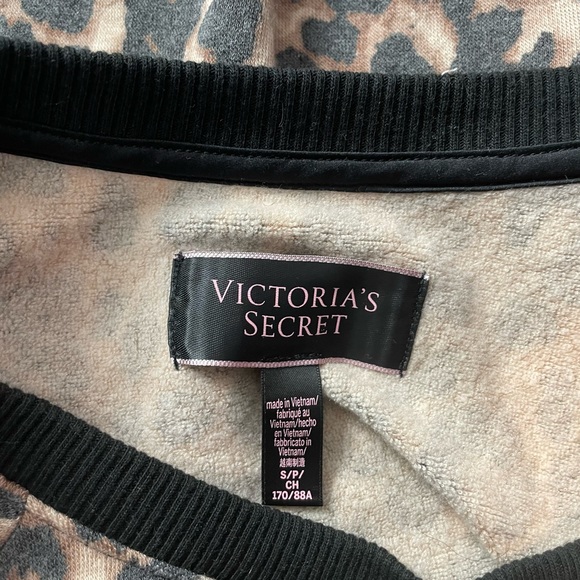 VICTORIA'S
SECRET
made in Vietnam/
fabriqué au
Vietnam/hecho
en Vietnam/
fabbricato in
Vietnam/
越南制造
S/P/
CH
170/88A